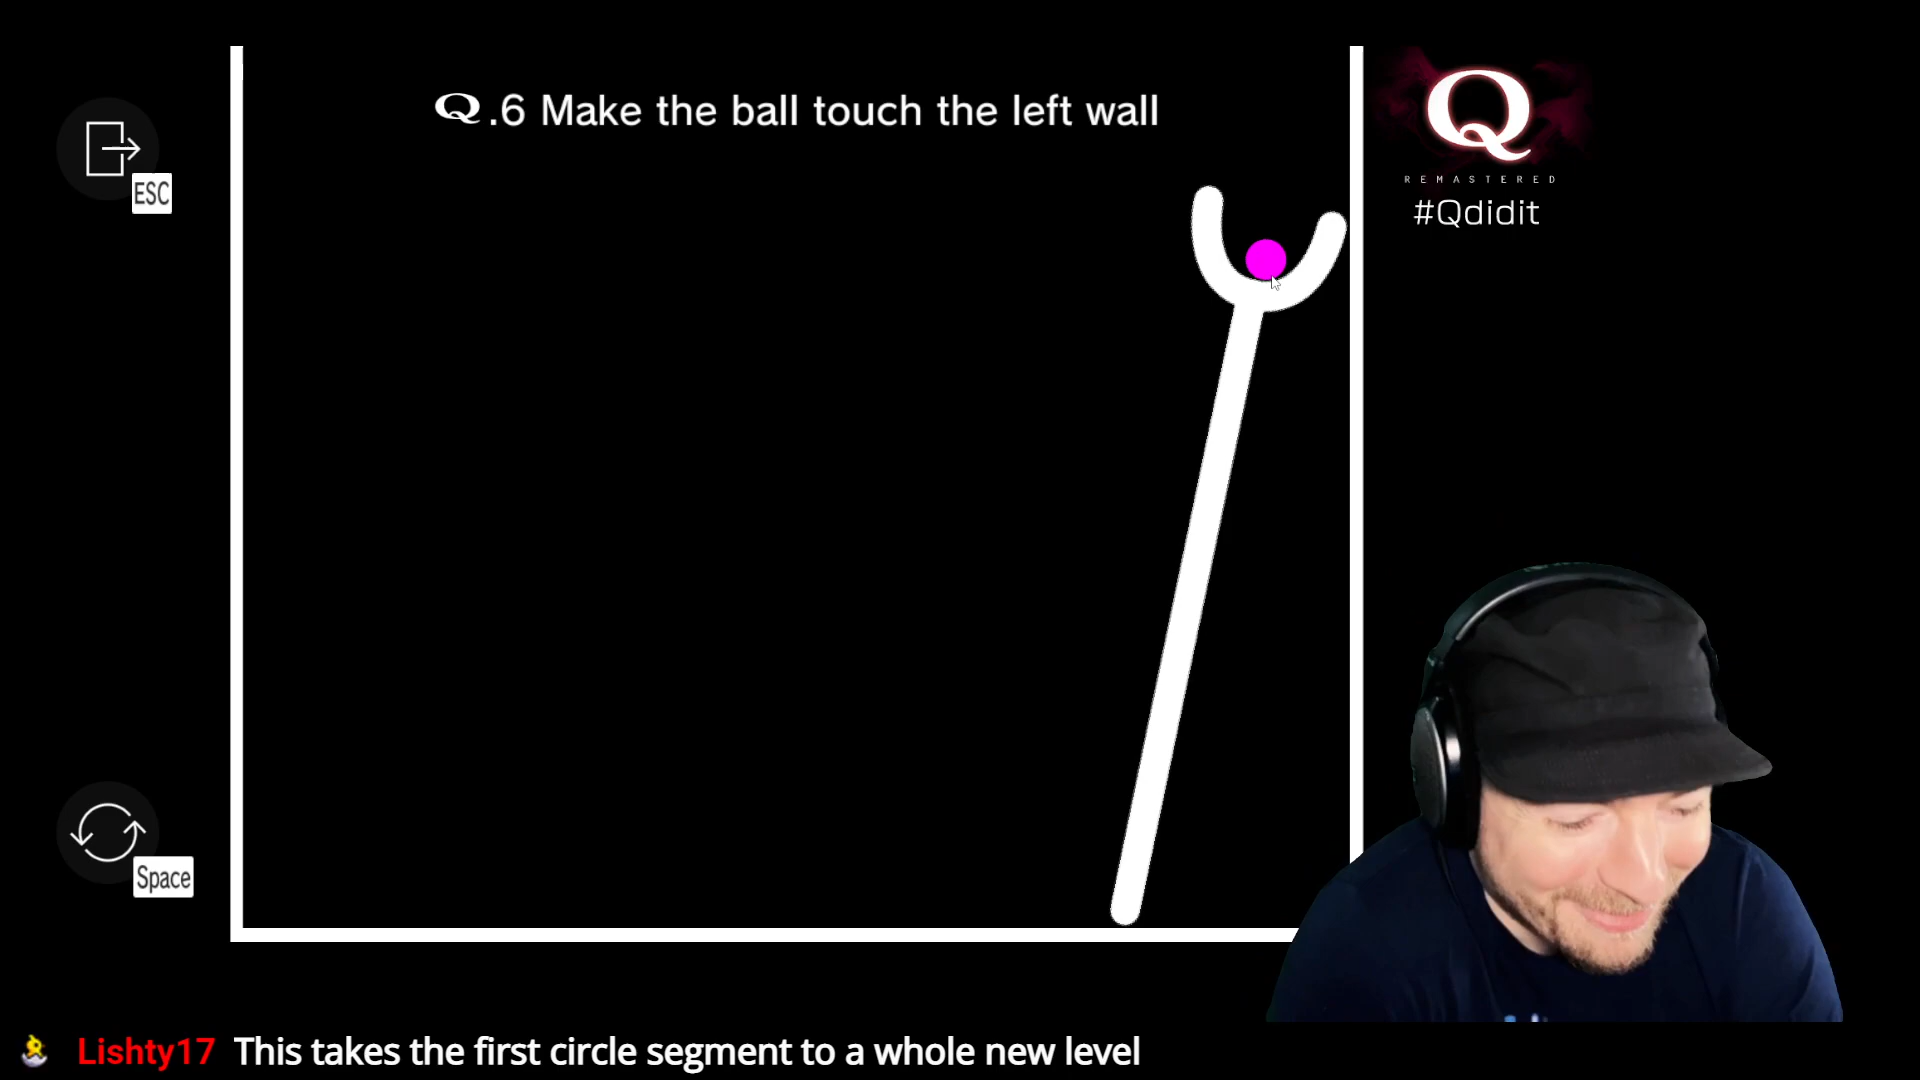 Q.6 Make the ball touch the left wall
Q
REMASTERED
#Qdidit
ESC
Space
Lishty17 This takes the first circle segment to a whole new level